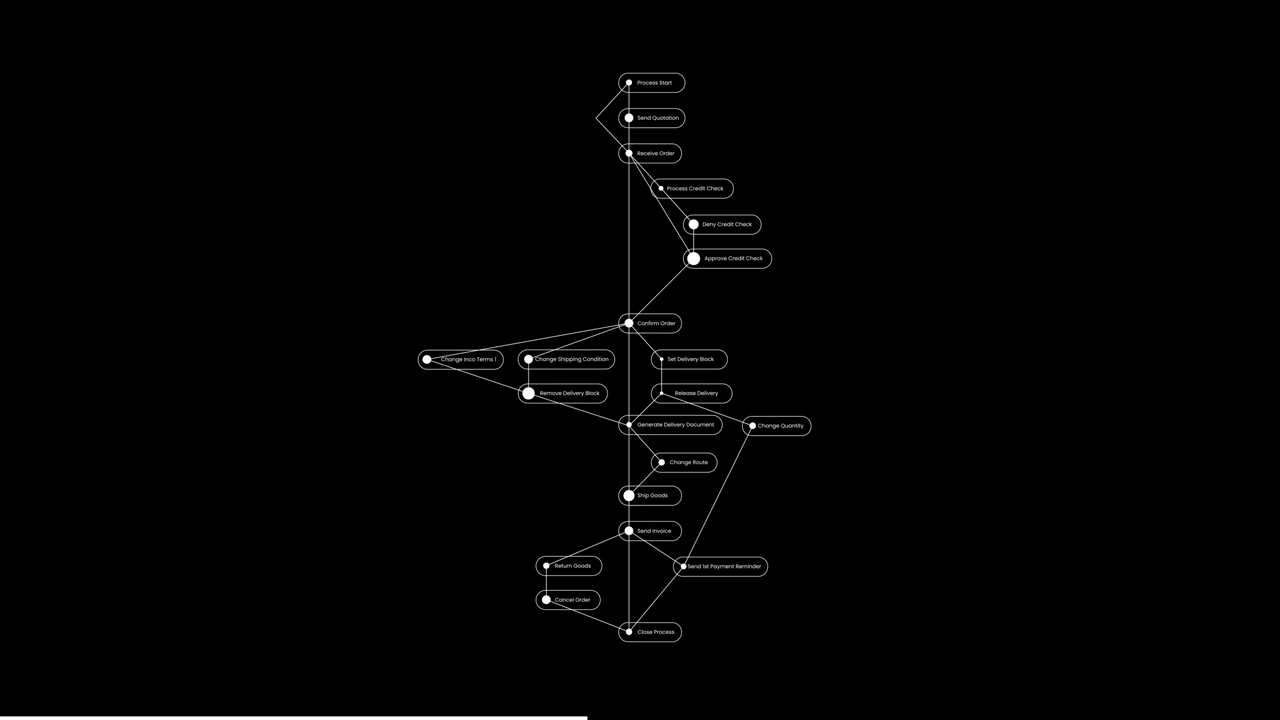 Process Start
Send Quotation
Receive Order
Process Credit Check
Deny Credit Check
Approve Credit Check
Confirm Order
Change Inco Terms 1
Change Shipping Condition
Set Delivery Block
Remove Delivery Block
Release Delivery
Generate Delivery Document
Change Quantity
Change Route
Ship Goods
Send Invoice
Return Goods
Send 1st Payment Reminder
Cancel Order
Close Process